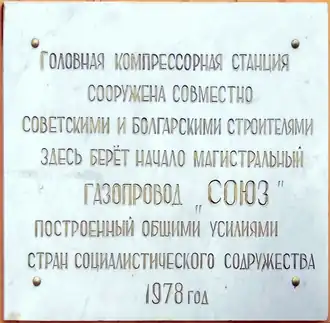 ГОЛОВНАЯ КОМПРЕССОРНАЯ СТАНЦИЯ
СООРУЖЕНА СОВМЕСТНО
СОВЕТСКИМИ И БОЛГАРСКИМИ СТРОИТЕЛЯМИ
ЗДЕСЬ БЕРЁТ НАЧАЛО МАГИСТРАЛЬНЫЙ
ГАЗОПРОВОД „СОЮЗ"
ПОСТРОЕННЫЙ ОБЩИМИ УСИЛИЯМИ
СТРАН СОЦИАЛИСТИЧЕСКОГО СОДРУЖЕСТВА
1978 ГОД